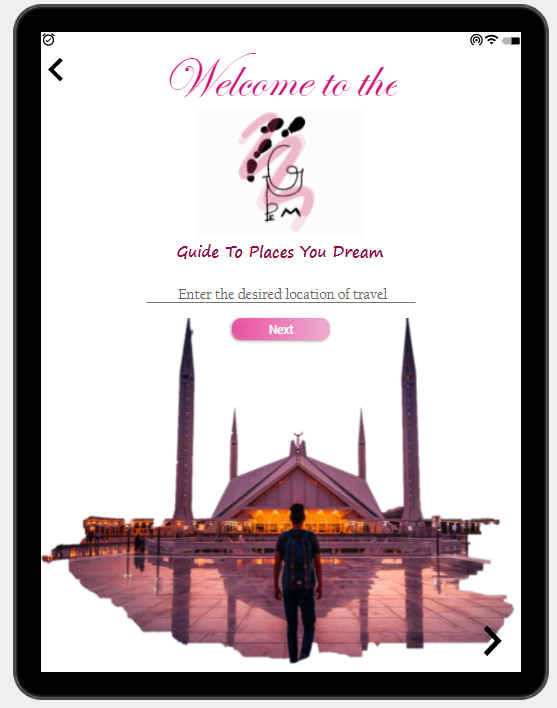 Welcome to the
Guide To Places You Dream
Enter the desired location of travel
Next